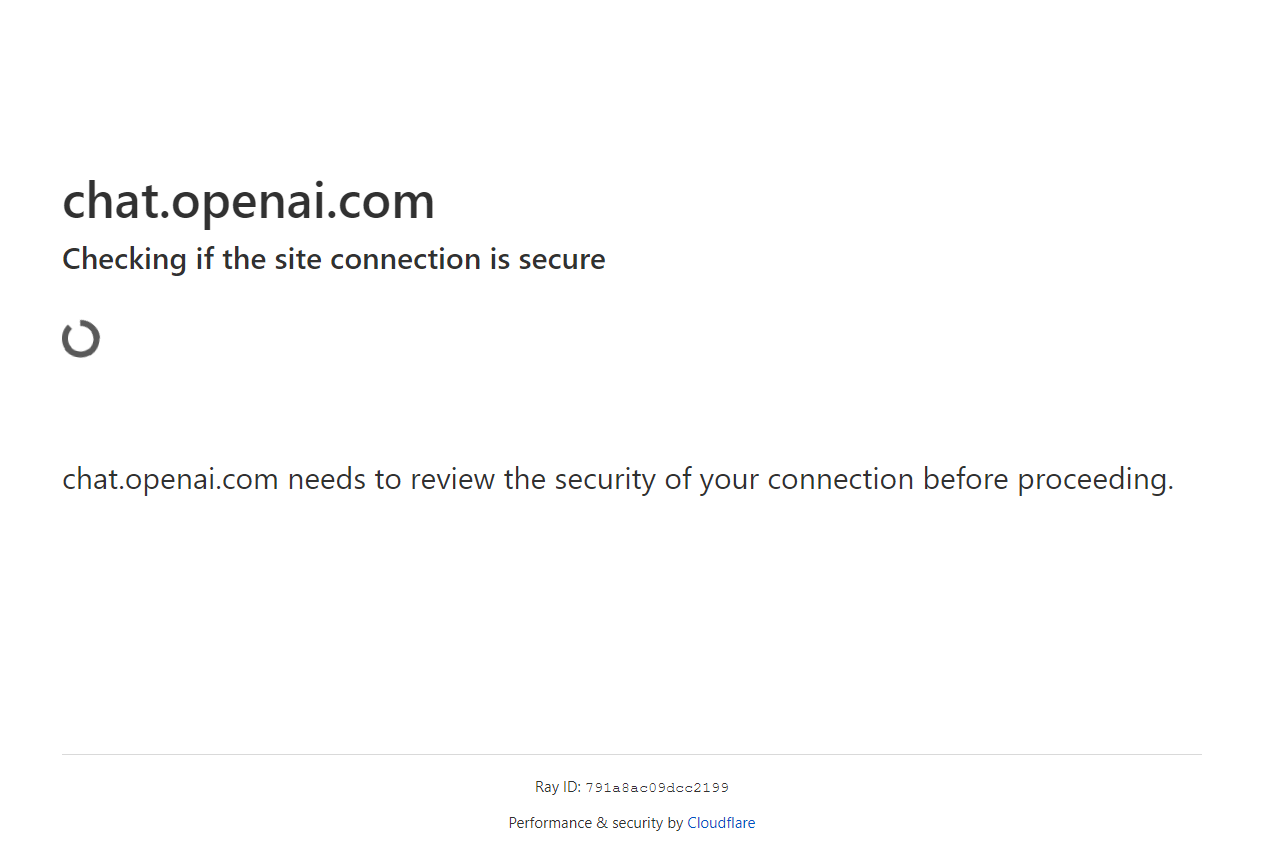 chat.openai.com
Checking if the site connection is secure
chat.openai.com needs to review the security of your connection before proceeding.
Ray ID: 791a8ac09dcc2199
Performance & security by Cloudflare